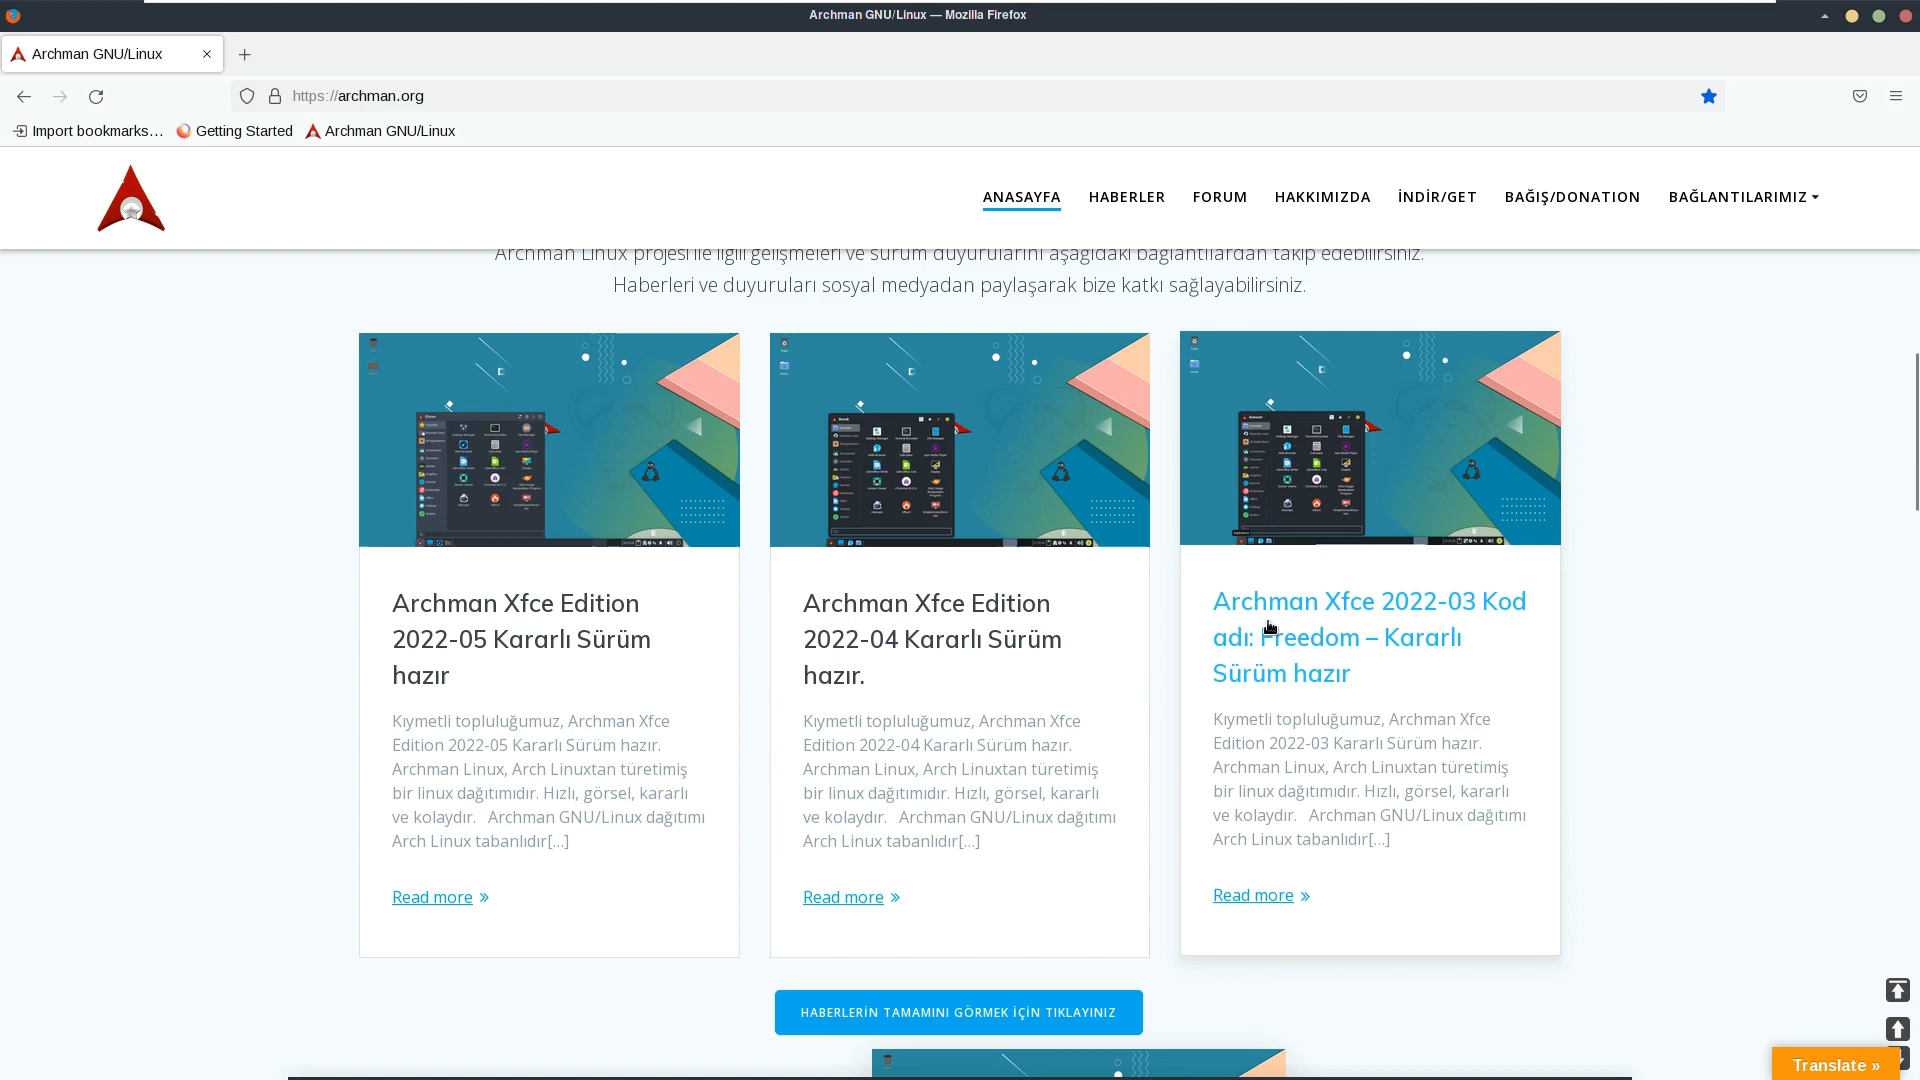 Archman GNU/Linux — Mozilla Firefox
Archman GNU/Linux
https://archman.org
Import bookmarks…
Getting Started
Archman GNU/Linux
ANASAYFA
HABERLER
FORUM
HAKKIMIZDA
İNDİR/GET
BAĞIŞ/DONATION
BAĞLANTILARIMIZ
Archman Linux projesi ile ilgili gelişmeleri ve sürüm duyurularını aşağıdaki bağlantılardan takip edebilirsiniz.
Haberleri ve duyuruları sosyal medyadan paylaşarak bize katkı sağlayabilirsiniz.
Archman Xfce Edition
2022-05 Kararlı Sürüm
hazır
Kıymetli topluluğumuz, Archman Xfce
Edition 2022-05 Kararlı Sürüm hazır.
Archman Linux, Arch Linuxtan türetimiş
bir linux dağıtımıdır. Hızlı, görsel, kararlı
ve kolaydır. Archman GNU/Linux dağıtımı
Arch Linux tabanlıdır[…]
Read more »
Archman Xfce Edition
2022-04 Kararlı Sürüm
hazır.
Kıymetli topluluğumuz, Archman Xfce
Edition 2022-04 Kararlı Sürüm hazır.
Archman Linux, Arch Linuxtan türetimiş
bir linux dağıtımıdır. Hızlı, görsel, kararlı
ve kolaydır. Archman GNU/Linux dağıtımı
Arch Linux tabanlıdır[…]
Read more »
Archman Xfce 2022-03 Kod
adı: Freedom – Kararlı
Sürüm hazır
Kıymetli topluluğumuz, Archman Xfce
Edition 2022-03 Kararlı Sürüm hazır.
Archman Linux, Arch Linuxtan türetimiş
bir linux dağıtımıdır. Hızlı, görsel, kararlı
ve kolaydır. Archman GNU/Linux dağıtımı
Arch Linux tabanlıdır[…]
Read more »
HABERLERİN TAMAMINI GÖRMEK İÇİN TIKLAYINIZ
Translate »